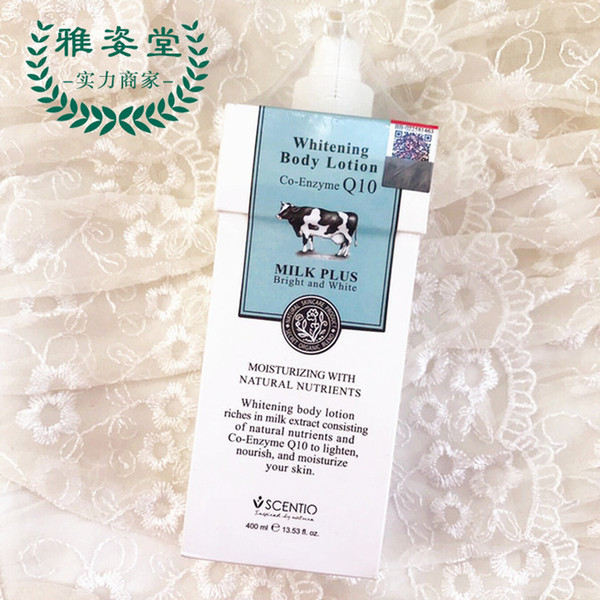 雅姿堂
-实力商家-
Whitening
Body Lotion
Co-Enzyme Q10
MILK PLUS
Bright and White
MOISTURIZING WITH
NATURAL NUTRIENTS
Whitening body lotion
riches in milk extract consisting
of natural nutrients and
Co-Enzyme Q10 to lighten,
nourish, and moisturize
your skin.
SCENTIO
Inspired by nature
400 ml e 13.53 fl. oz.